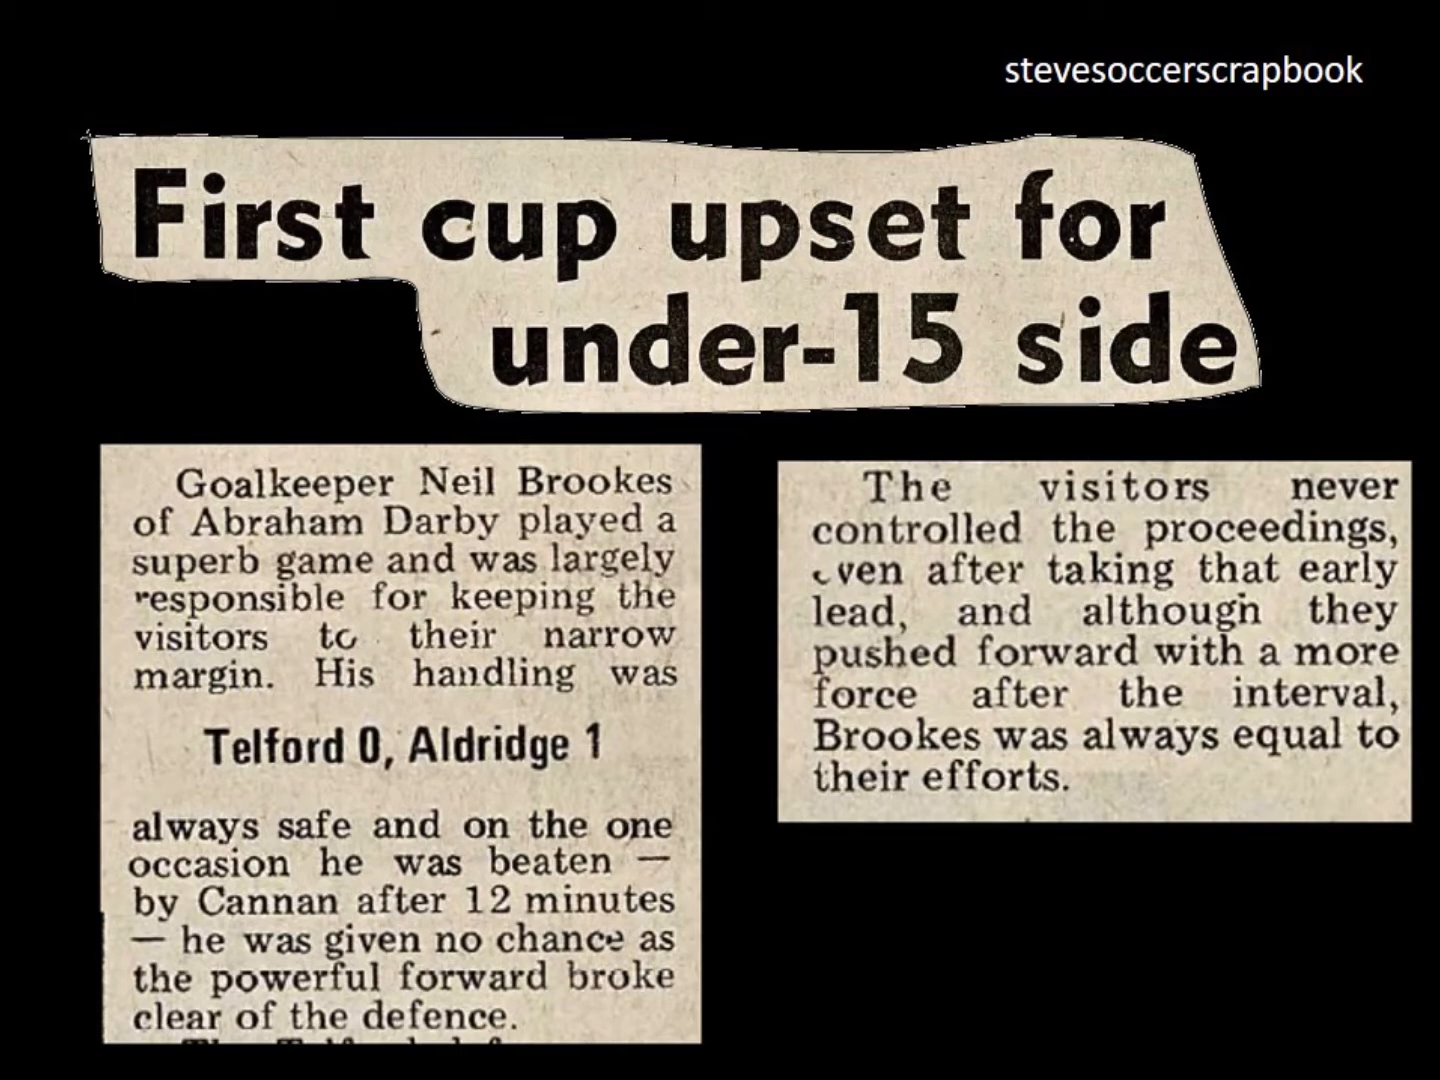 stevesoccerscrapbook
First cup upset for
under-15 side
Goalkeeper Neil Brookes
of Abraham Darby played a
superb game and was largely
responsible for keeping the
visitors to their narrow
margin. His handling was
Telford 0, Aldridge 1
always safe and on the one
occasion he was beaten —
by Cannan after 12 minutes
— he was given no chance as
the powerful forward broke
clear of the defence.
The visitors never
controlled the proceedings,
even after taking that early
lead, and although they
pushed forward with a more
force after the interval,
Brookes was always equal to
their efforts.